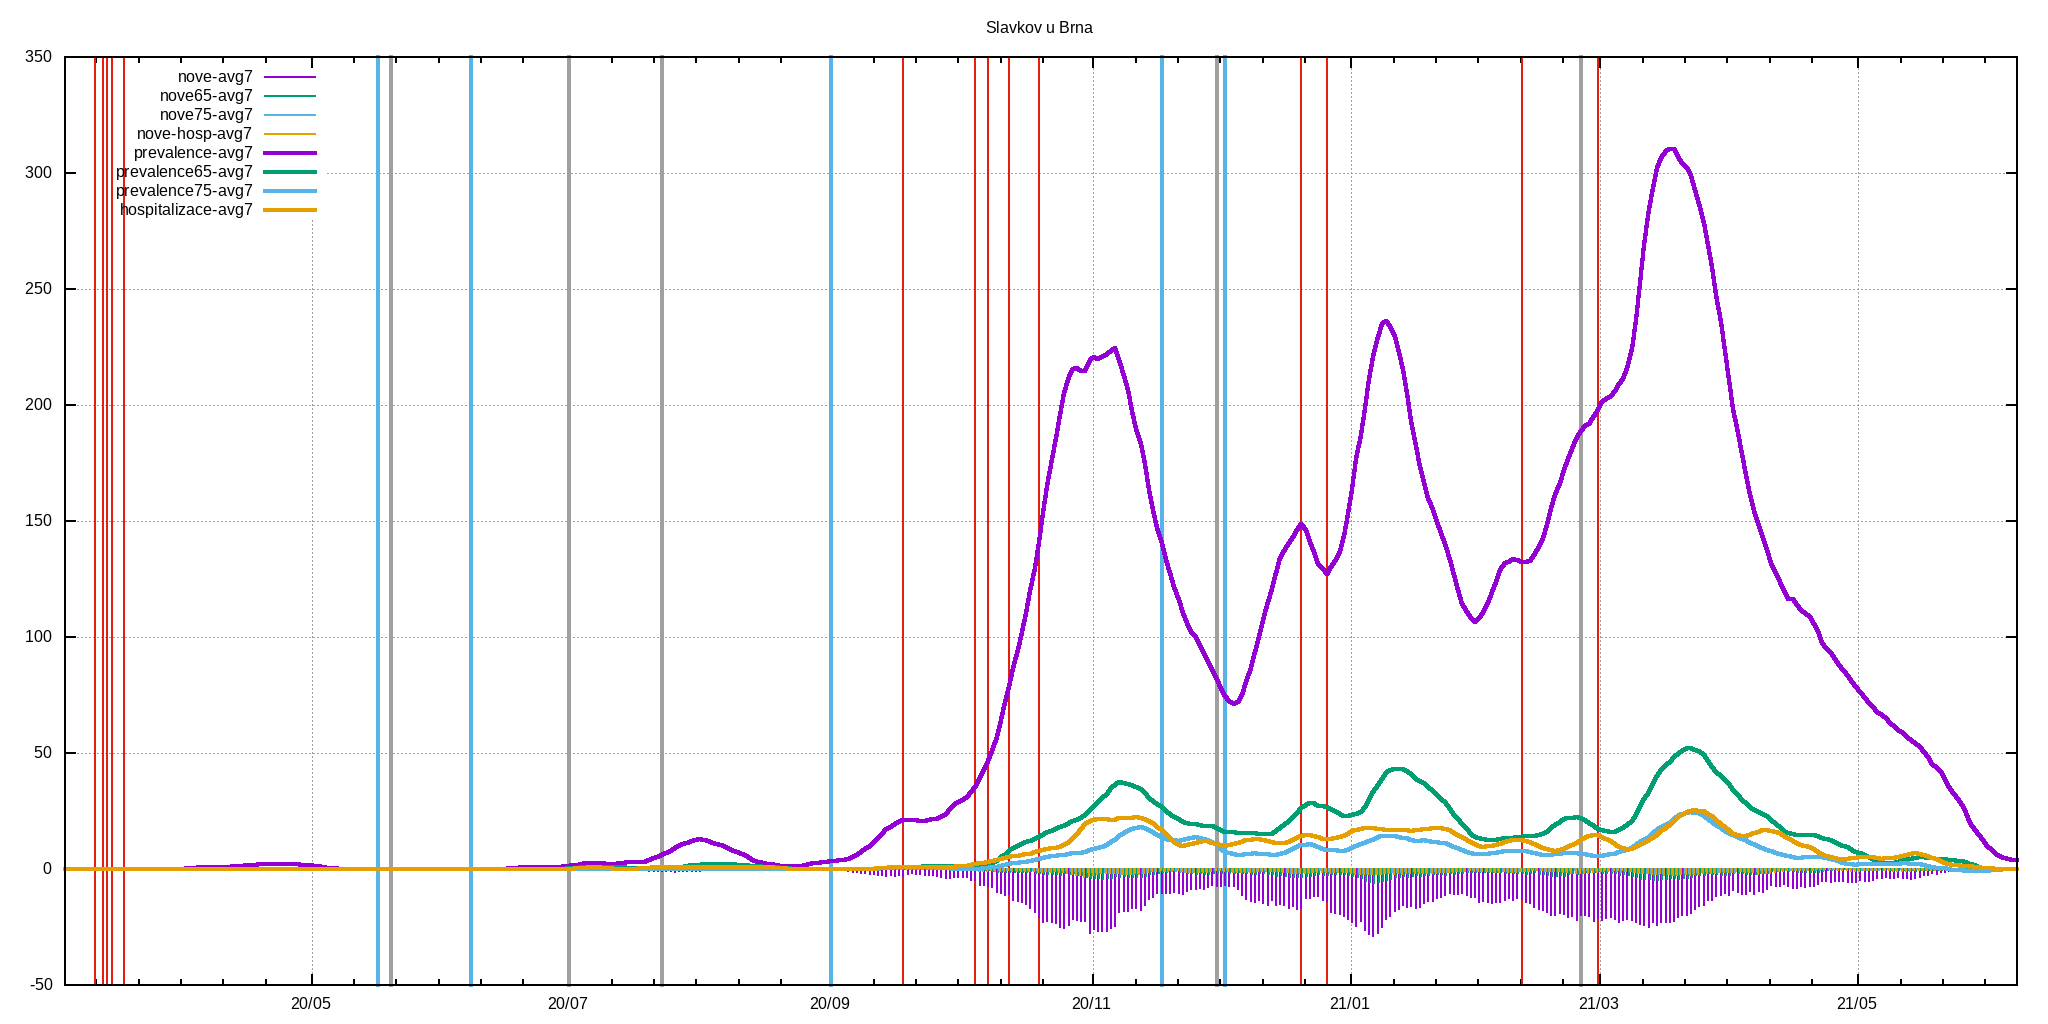 Slavkov u Brna
350
300
250
200
150
100
50
0
-50
nove-avg7
nove65-avg7
nove75-avg7
nove-hosp-avg7
prevalence-avg7
prevalence65-avg7
prevalence75-avg7
hospitalizace-avg7
20/05
20/07
20/09
20/11
21/01
21/03
21/05